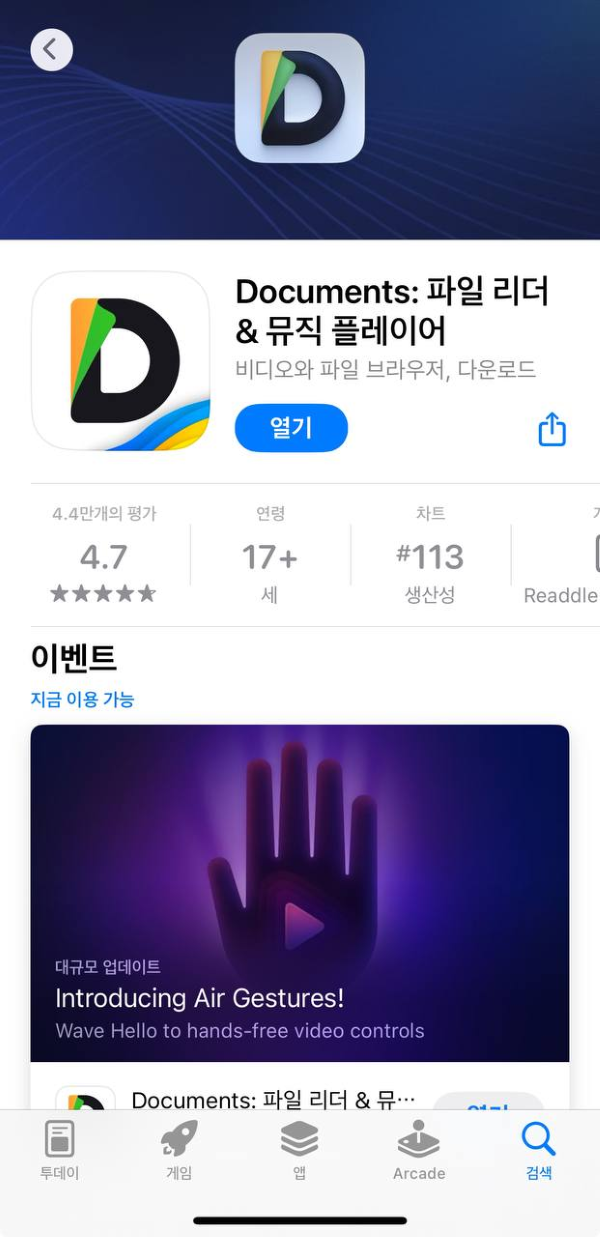 Documents: 파일 리더
& 뮤직 플레이어
비디오와 파일 브라우저, 다운로드
열기
4.4만개의 평가
4.7
연령
17+
세
차트
#113
생산성
Readdle
이벤트
지금 이용 가능
대규모 업데이트
Introducing Air Gestures!
Wave Hello to hands-free video controls
Documents: 파일 리더 & 뮤…
열기
투데이
게임
앱
Arcade
검색